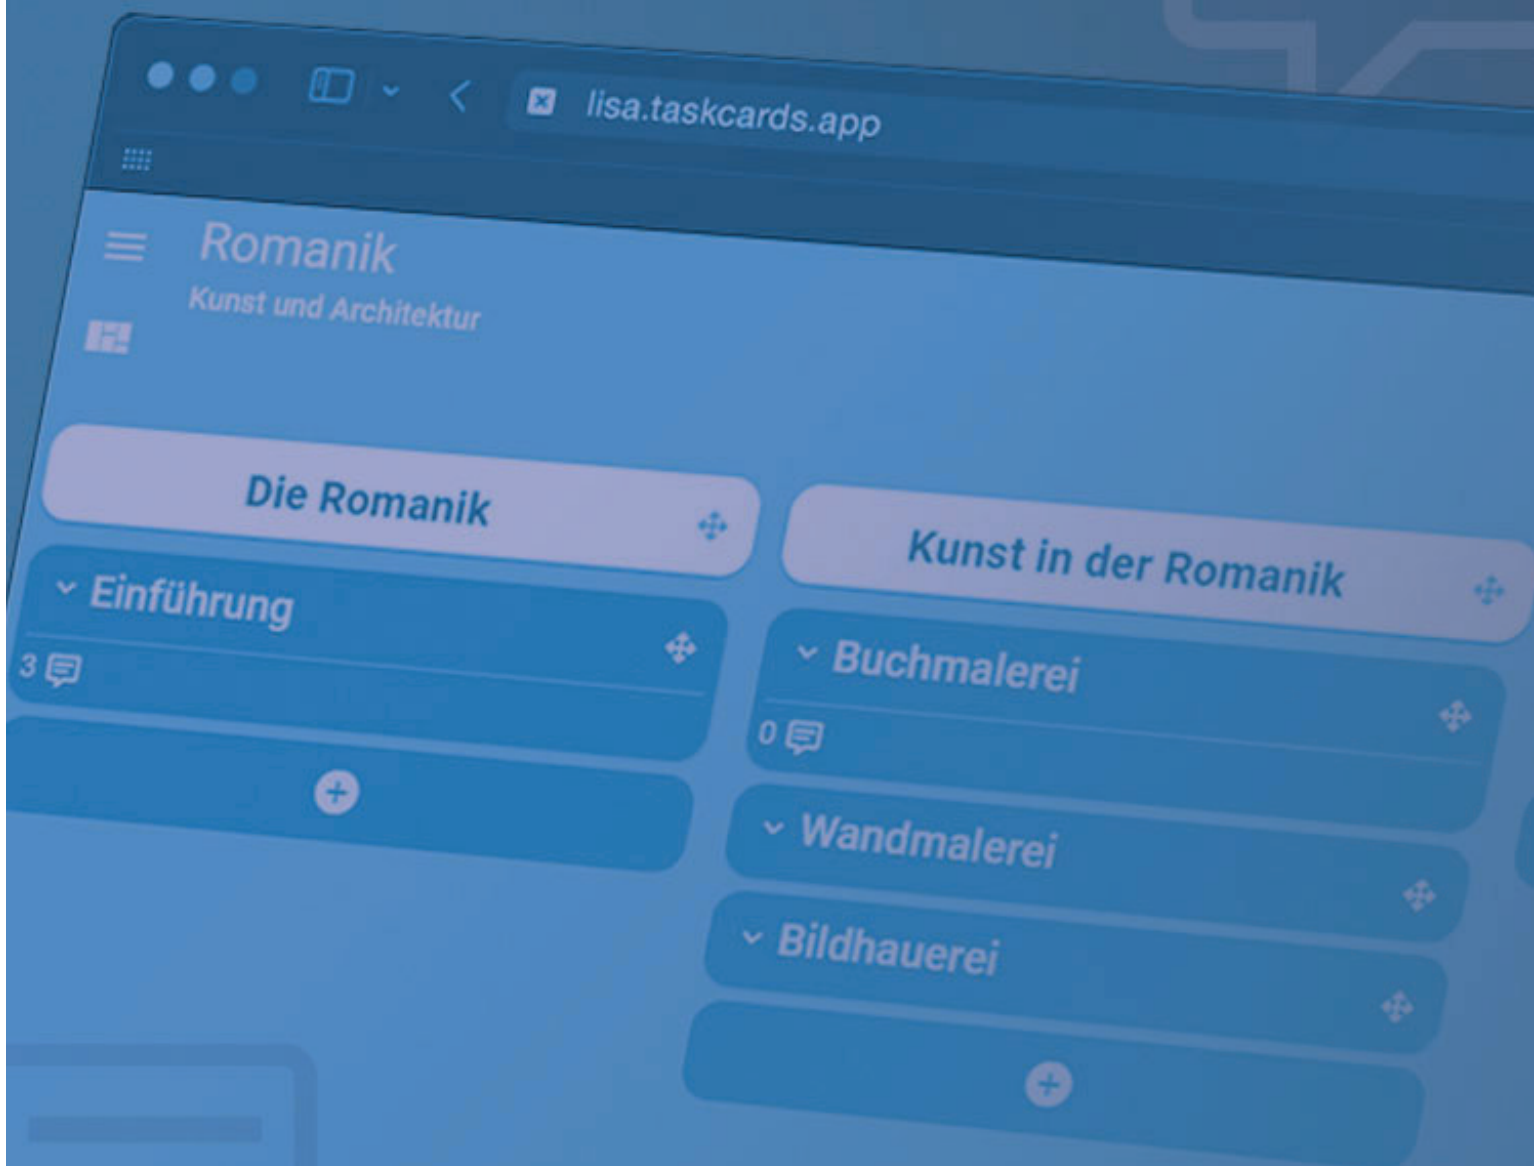 lisa.taskcards.app
Romanik
Kunst und Architektur
Die Romanik
Einführung
3
Kunst in der Romanik
Buchmalerei
0
Wandmalerei
Bildhauerei